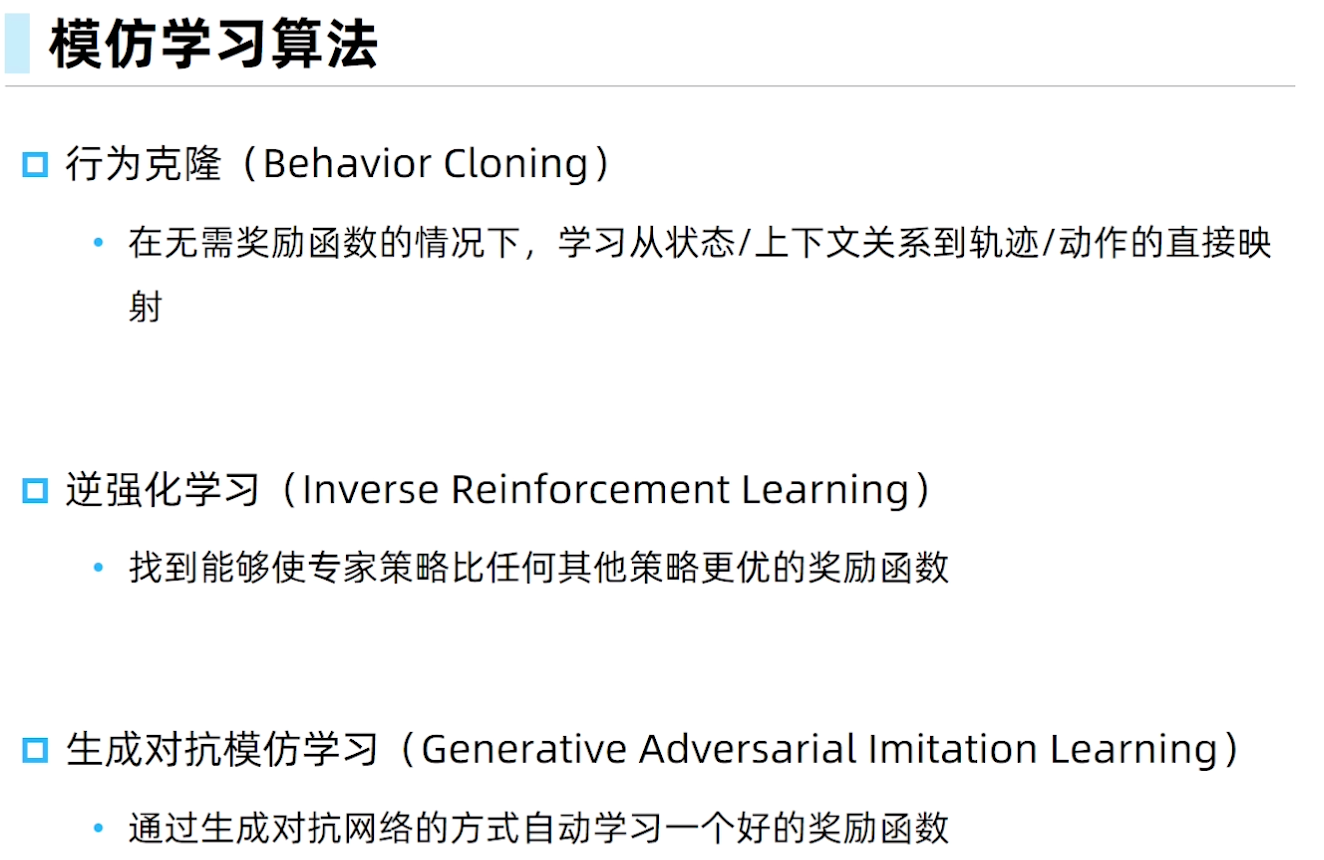 模仿学习算法
行为克隆（Behavior Cloning）
在无需奖励函数的情况下，学习从状态/上下文关系到轨迹/动作的直接映
射
逆强化学习（Inverse Reinforcement Learning）
找到能够使专家策略比任何其他策略更优的奖励函数
生成对抗模仿学习（Generative Adversarial Imitation Learning）
通过生成对抗网络的方式自动学习一个好的奖励函数